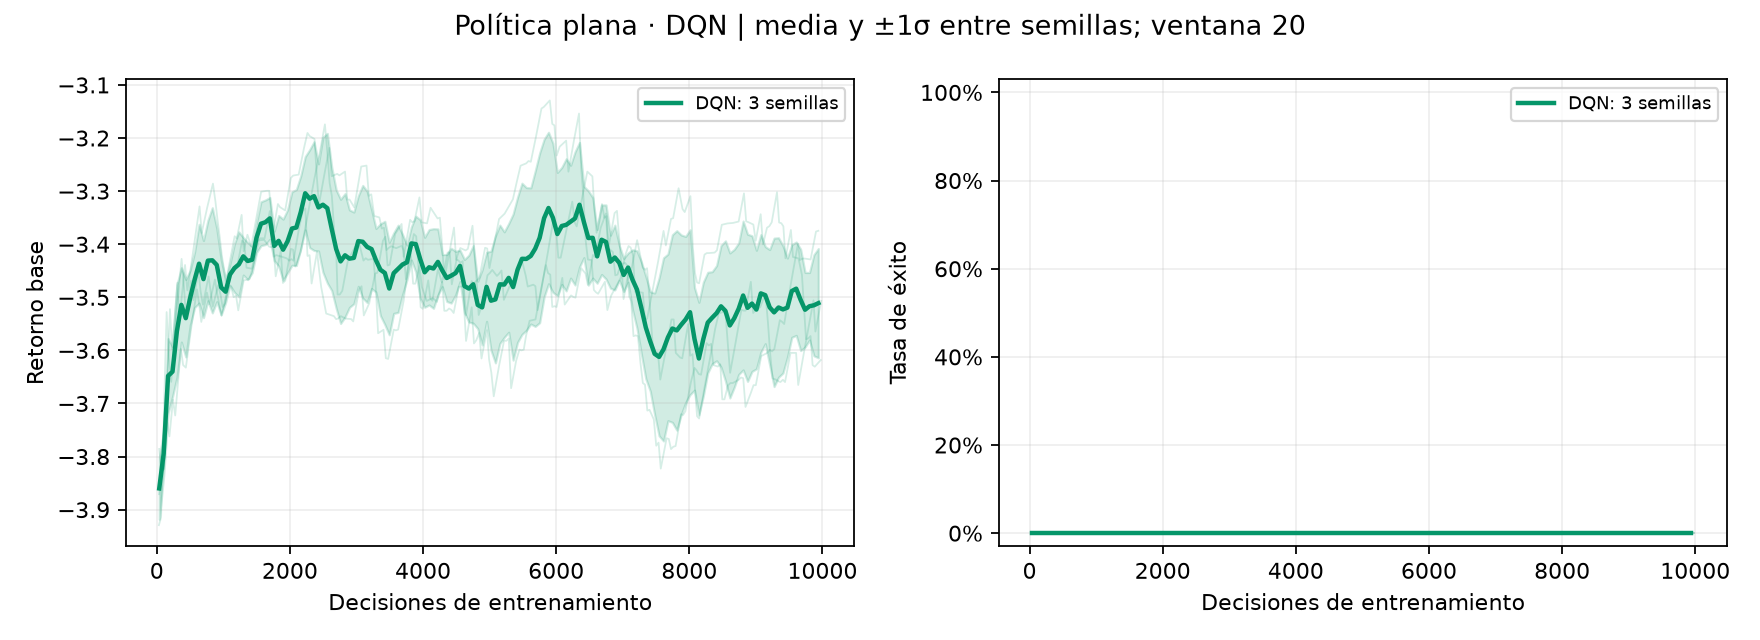 Política plana · DQN | media y ±1σ entre semillas; ventana 20
Retorno base
−3.1
−3.2
−3.3
−3.4
−3.5
−3.6
−3.7
−3.8
−3.9
DQN: 3 semillas
0 2000 4000 6000 8000 10000
Decisiones de entrenamiento
Tasa de éxito
100%
80%
60%
40%
20%
0%
DQN: 3 semillas
0 2000 4000 6000 8000 10000
Decisiones de entrenamiento